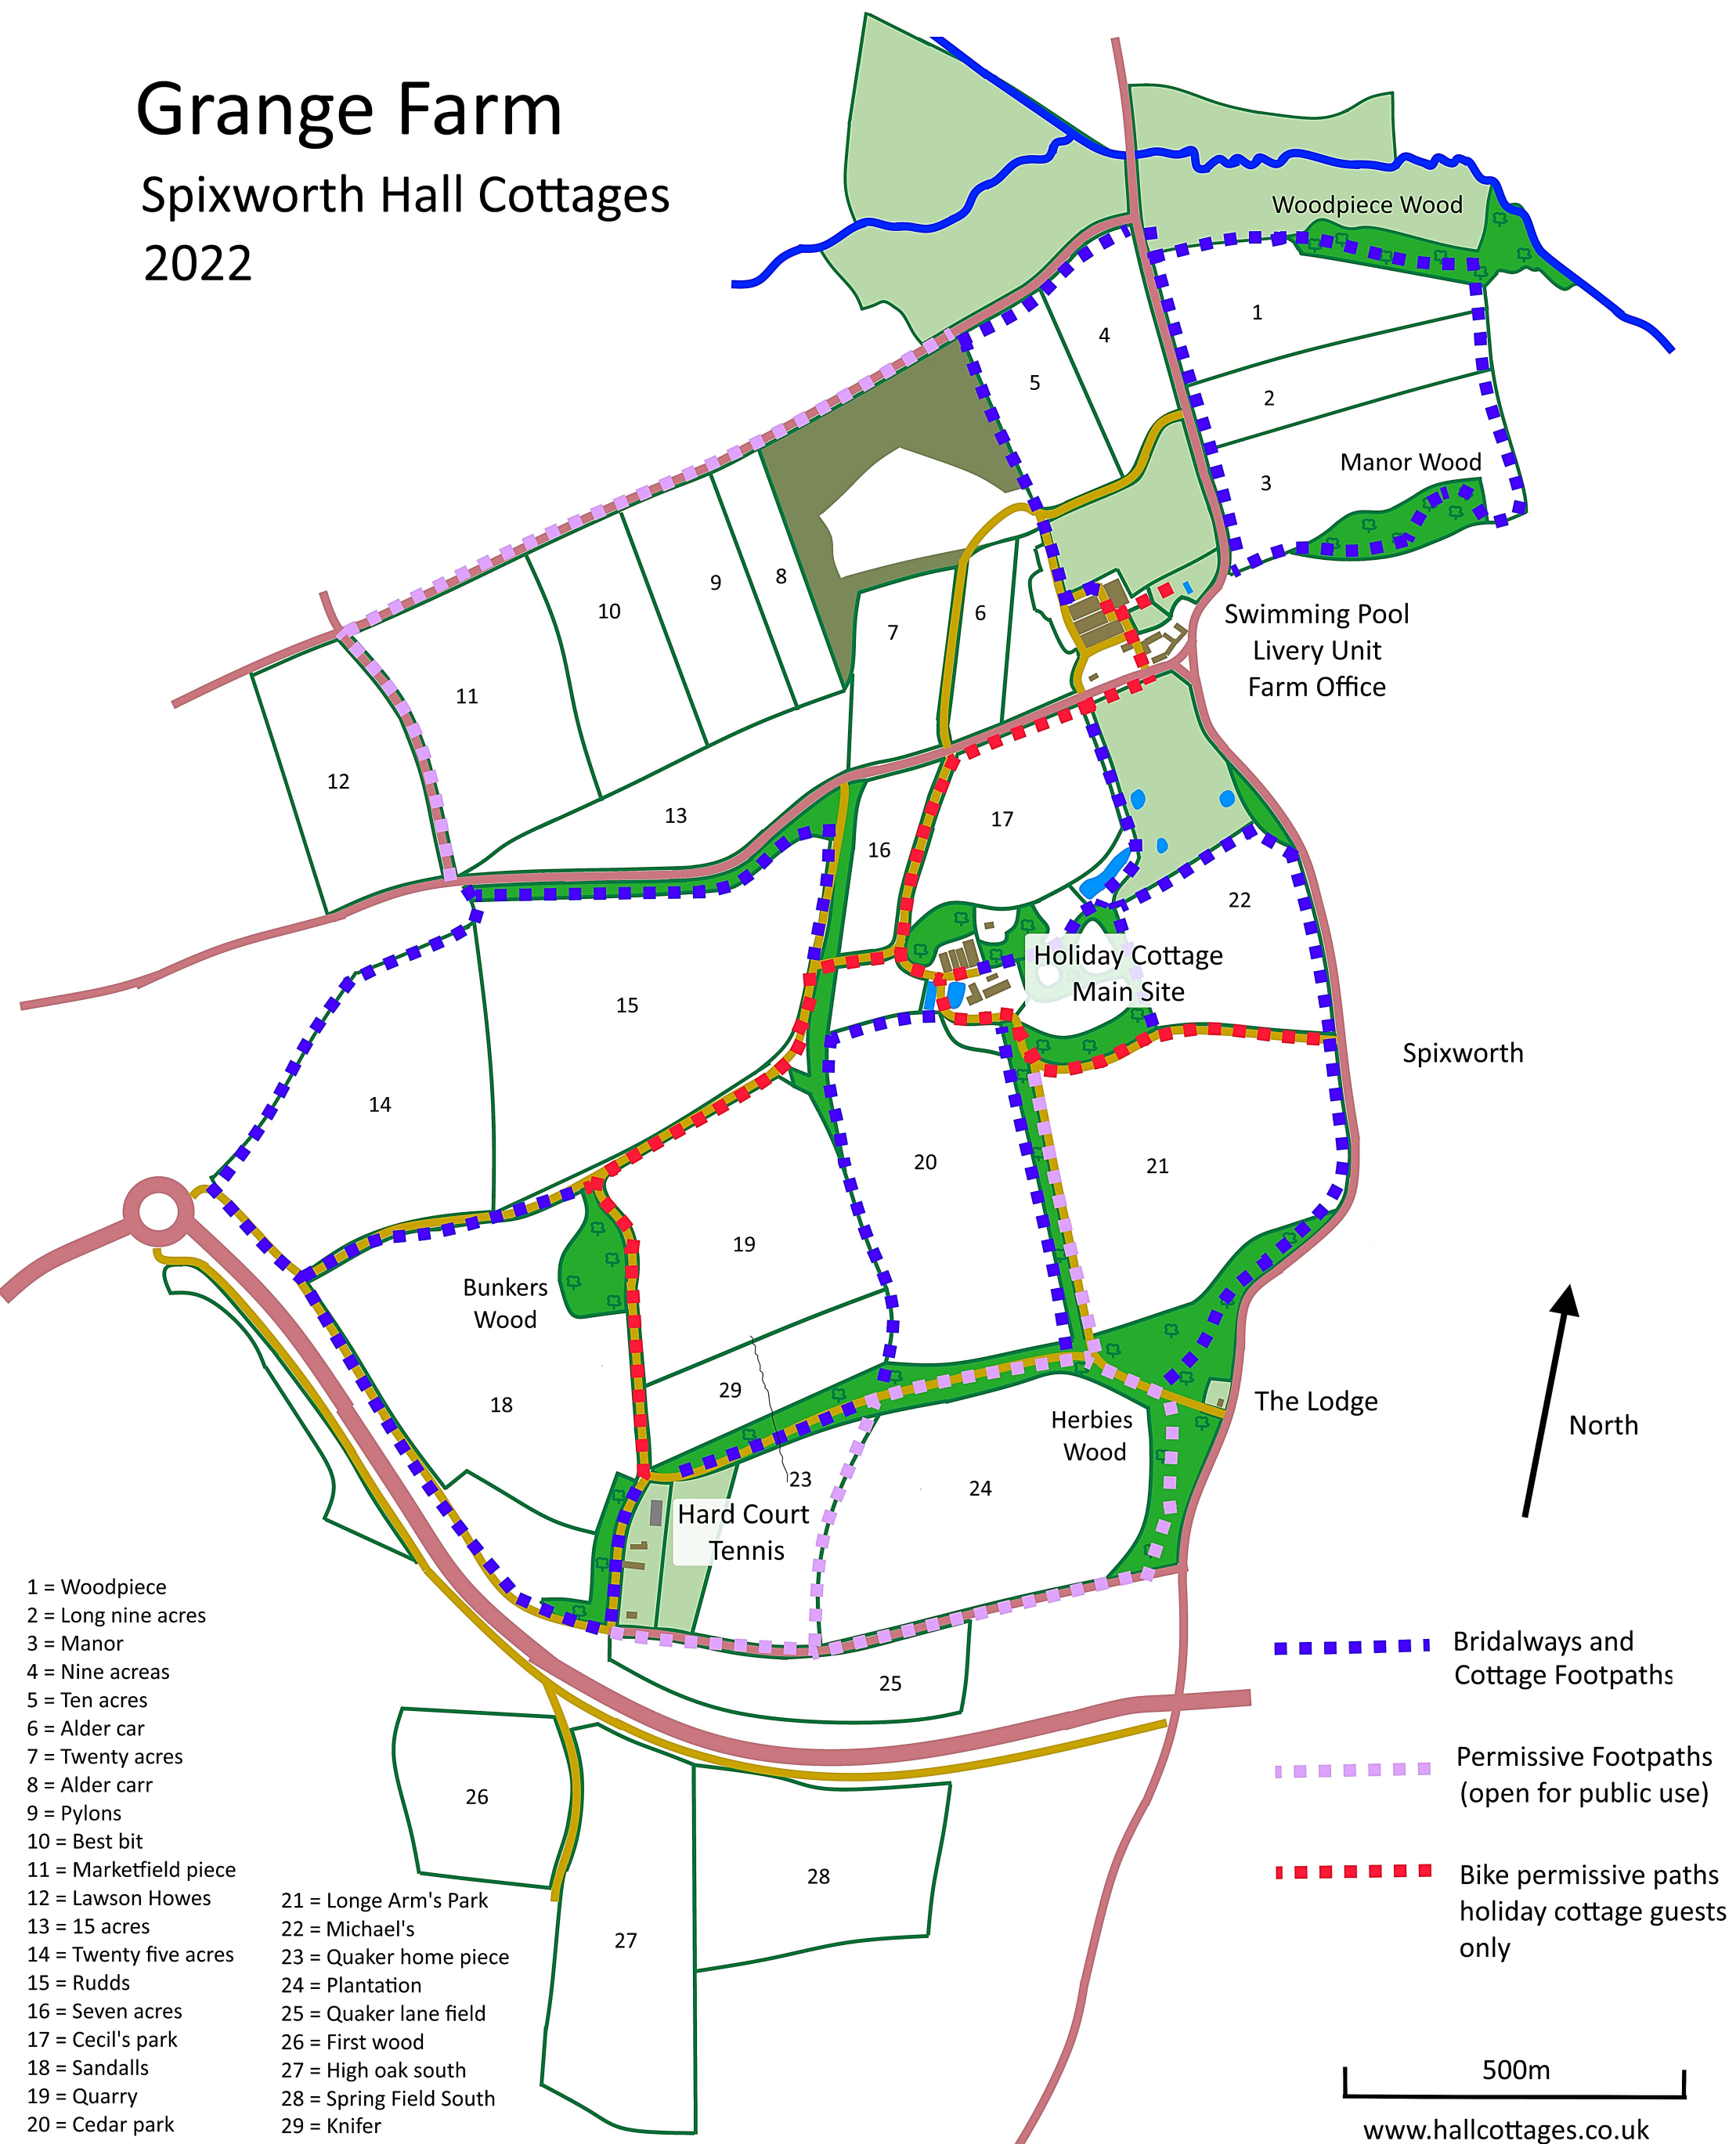 Grange Farm
Spixworth Hall Cottages
2022
Woodpiece Wood
1
4
5
2
Manor Wood
3
9
8
10
6
7
Swimming Pool
Livery Unit
Farm Office
11
12
13
17
16
22
Holiday Cottage
Main Site
15
Spixworth
14
20
21
19
Bunkers
Wood
29
18
Herbies
Wood
The Lodge
North
23
24
Hard Court
Tennis
25
26
28
27
1 = Woodpiece
2 = Long nine acres
3 = Manor
4 = Nine acreas
5 = Ten acres
6 = Alder car
7 = Twenty acres
8 = Alder carr
9 = Pylons
10 = Best bit
11 = Marketfield piece
12 = Lawson Howes
13 = 15 acres
14 = Twenty five acres
15 = Rudds
16 = Seven acres
17 = Cecil's park
18 = Sandalls
19 = Quarry
20 = Cedar park
21 = Longe Arm's Park
22 = Michael's
23 = Quaker home piece
24 = Plantation
25 = Quaker lane field
26 = First wood
27 = High oak south
28 = Spring Field South
29 = Knifer
Bridalways and
Cottage Footpaths
Permissive Footpaths
(open for public use)
Bike permissive paths
holiday cottage guests
only
500m
www.hallcottages.co.uk